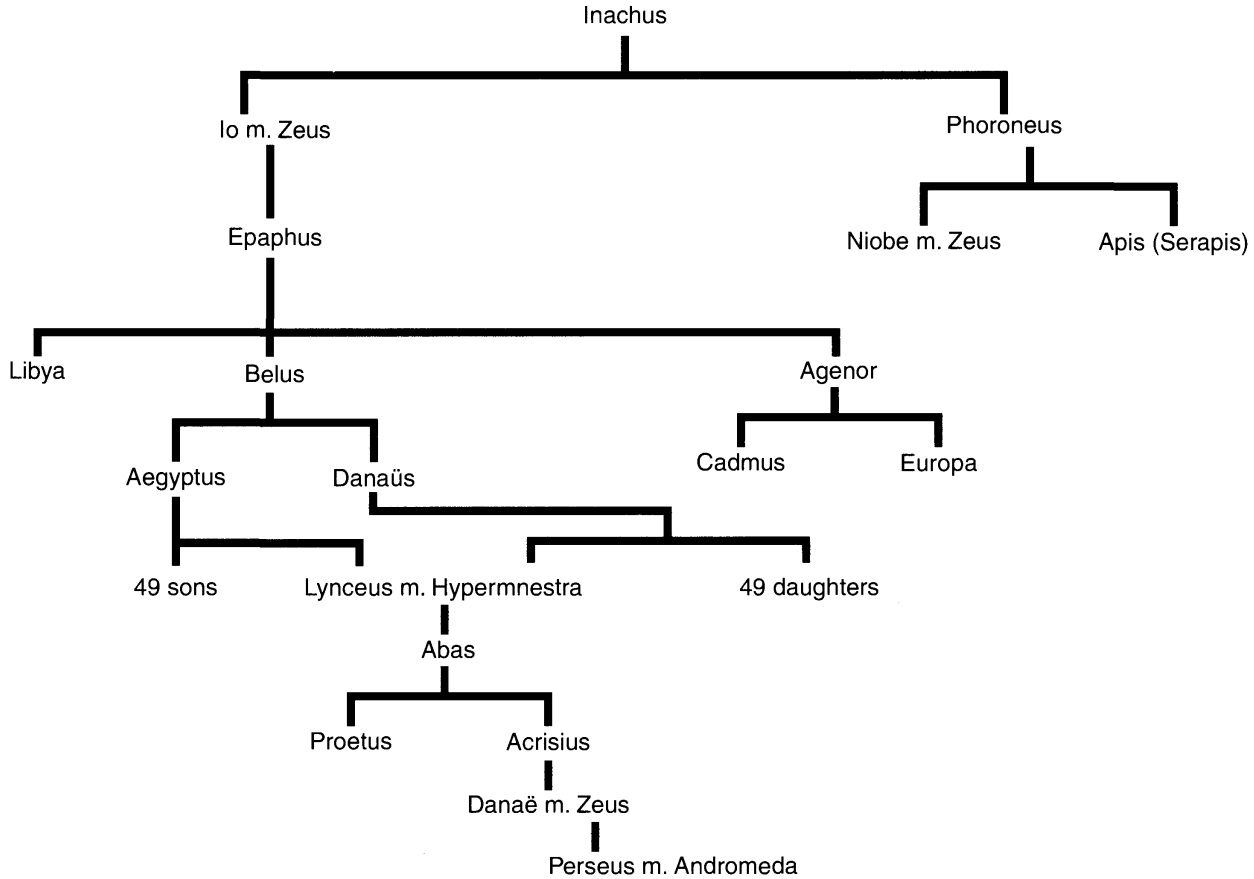 Inachus
Io m. Zeus
Phoroneus
Niobe m. Zeus
Apis (Serapis)
Epaphus
Libya
Belus
Agenor
Aegyptus
Danaüs
Cadmus
Europa
49 sons
Lynceus m. Hypermnestra
49 daughters
Abas
Proetus
Acrisius
Danaë m. Zeus
Perseus m. Andromeda